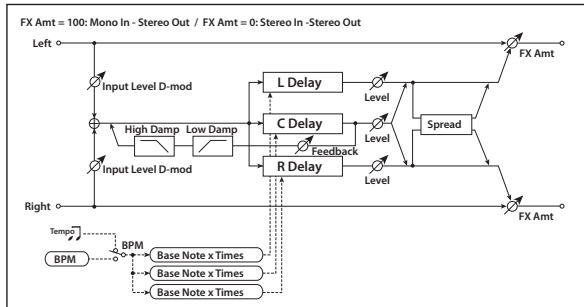 FX Amt = 100: Mono In - Stereo Out / FX Amt = 0: Stereo In -Stereo Out
Left
FX Amt
Input Level D-mod
L Delay
Level
High Damp
Low Damp
C Delay
Level
Spread
Feedback
Input Level D-mod
R Delay
Level
Right
FX Amt
Tempo
BPM
BPM
Base Note x Times
Base Note x Times
Base Note x Times